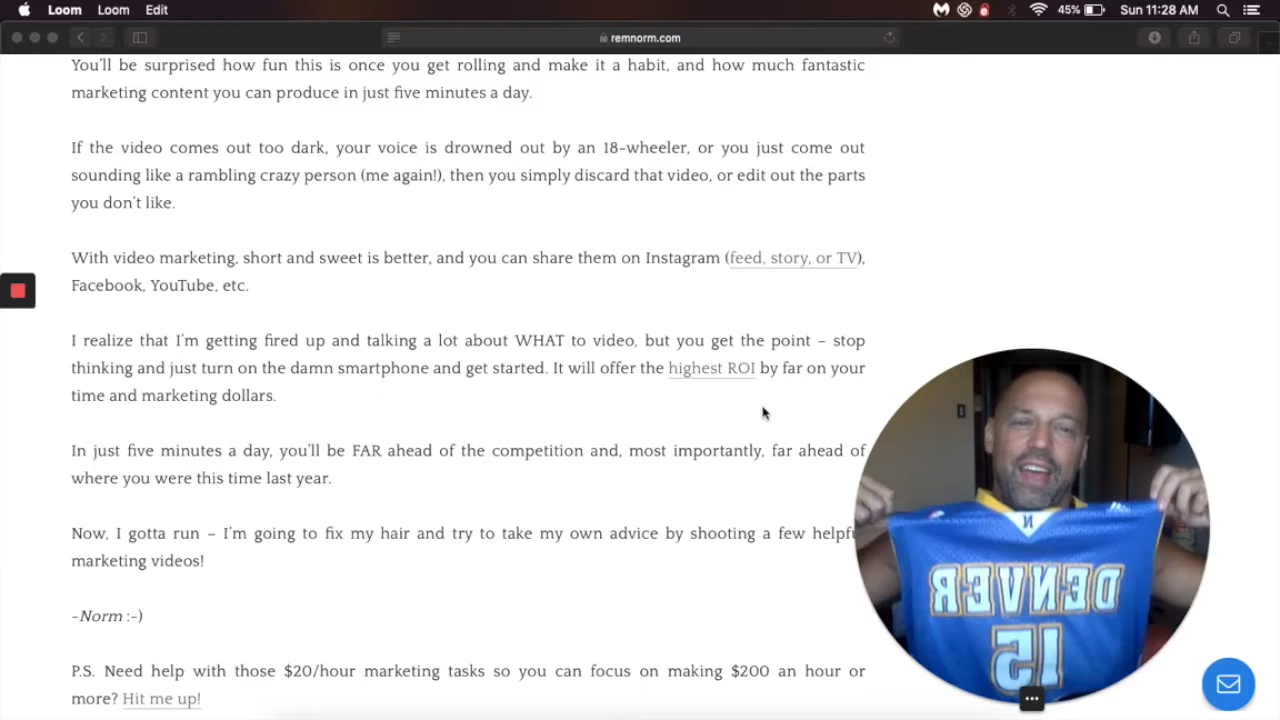 Loom Loom Edit 45% Sun 11:28 AM
remnorm.com
You'll be surprised how fun this is once you get rolling and make it a habit, and how much fantastic
marketing content you can produce in just five minutes a day.
If the video comes out too dark, your voice is drowned out by an 18-wheeler, or you just come out
sounding like a rambling crazy person (me again!), then you simply discard that video, or edit out the parts
you don't like.
With video marketing, short and sweet is better, and you can share them on Instagram (feed, story, or TV),
Facebook, YouTube, etc.
I realize that I'm getting fired up and talking a lot about WHAT to video, but you get the point – stop
thinking and just turn on the damn smartphone and get started. It will offer the highest ROI by far on your
time and marketing dollars.
In just five minutes a day, you'll be FAR ahead of the competition and, most importantly, far ahead of
where you were this time last year.
Now, I gotta run – I'm going to fix my hair and try to take my own advice by shooting a few helpfu
marketing videos!
-Norm :-)
P.S. Need help with those $20/hour marketing tasks so you can focus on making $200 an hour or
more? Hit me up!
N
DENVER
15